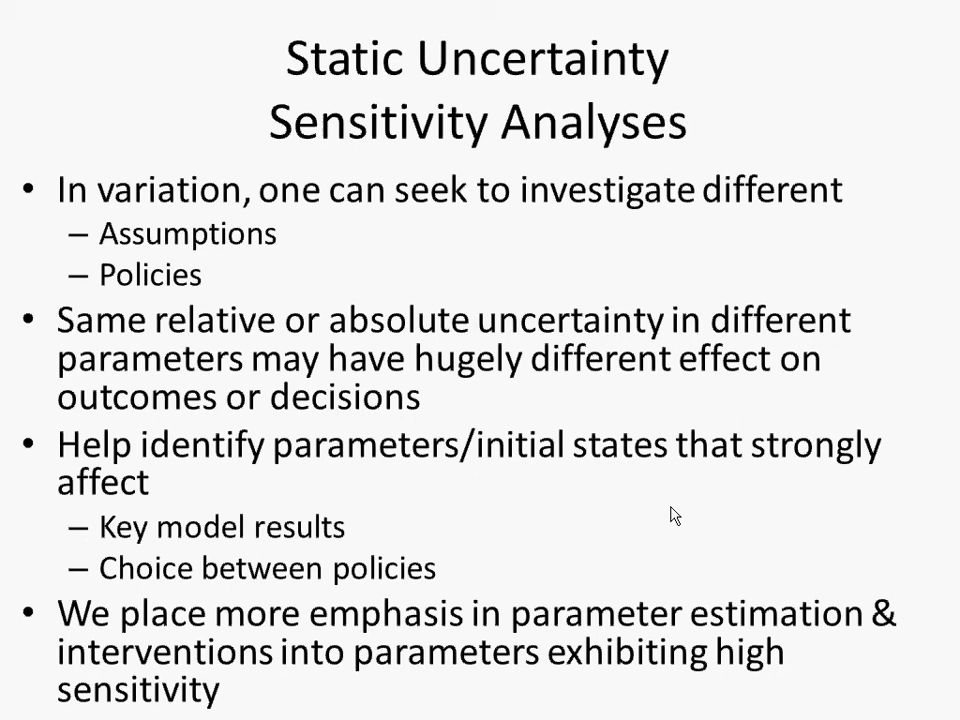 Static Uncertainty
Sensitivity Analyses
• In variation, one can seek to investigate different
– Assumptions
– Policies
• Same relative or absolute uncertainty in different
parameters may have hugely different effect on
outcomes or decisions
• Help identify parameters/initial states that strongly
affect
– Key model results
– Choice between policies
• We place more emphasis in parameter estimation &
interventions into parameters exhibiting high
sensitivity